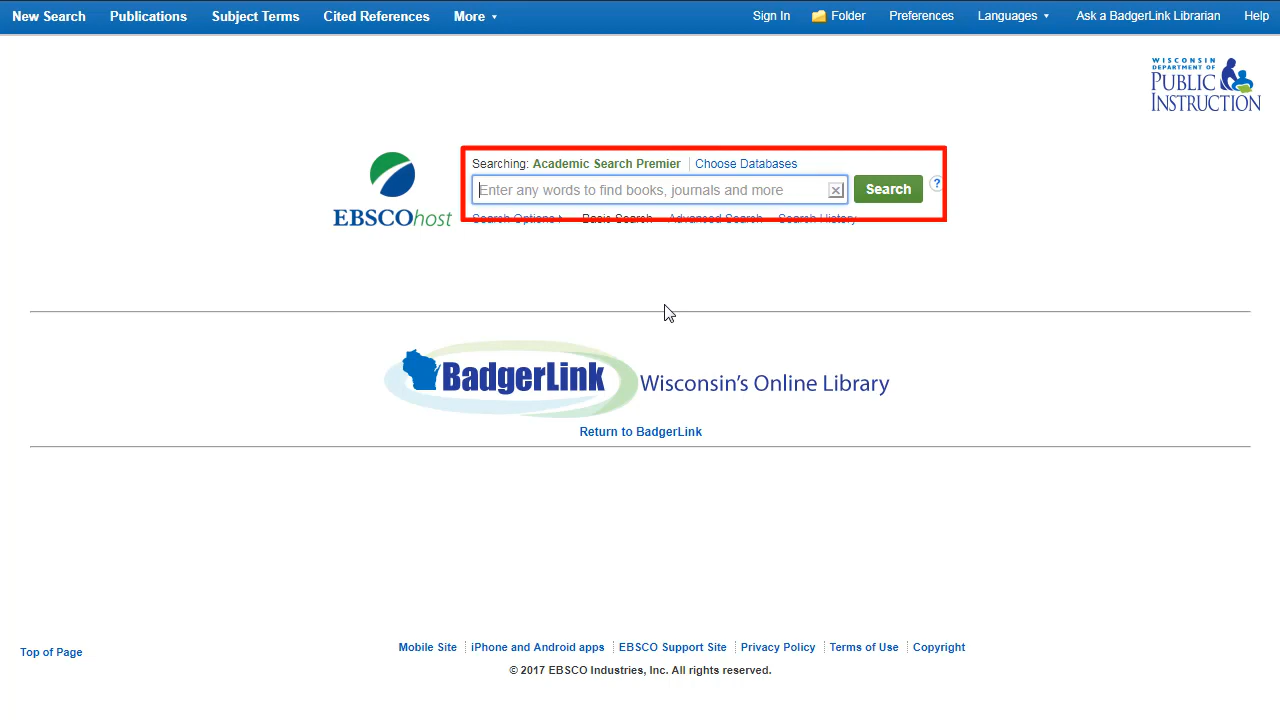 New Search Publications Subject Terms Cited References More Sign In Folder Preferences Languages Ask a BadgerLink Librarian Help
WISCONSIN
DEPARTMENT OF
PUBLIC
INSTRUCTION
Searching: Academic Search Premier Choose Databases
Enter any words to find books, journals and more Search ?
EBSCOhost
Search Options Basic Search Advanced Search Search History
BadgerLink Wisconsin's Online Library
Return to BadgerLink
Mobile Site iPhone and Android apps EBSCO Support Site Privacy Policy Terms of Use Copyright
Top of Page
© 2017 EBSCO Industries, Inc. All rights reserved.